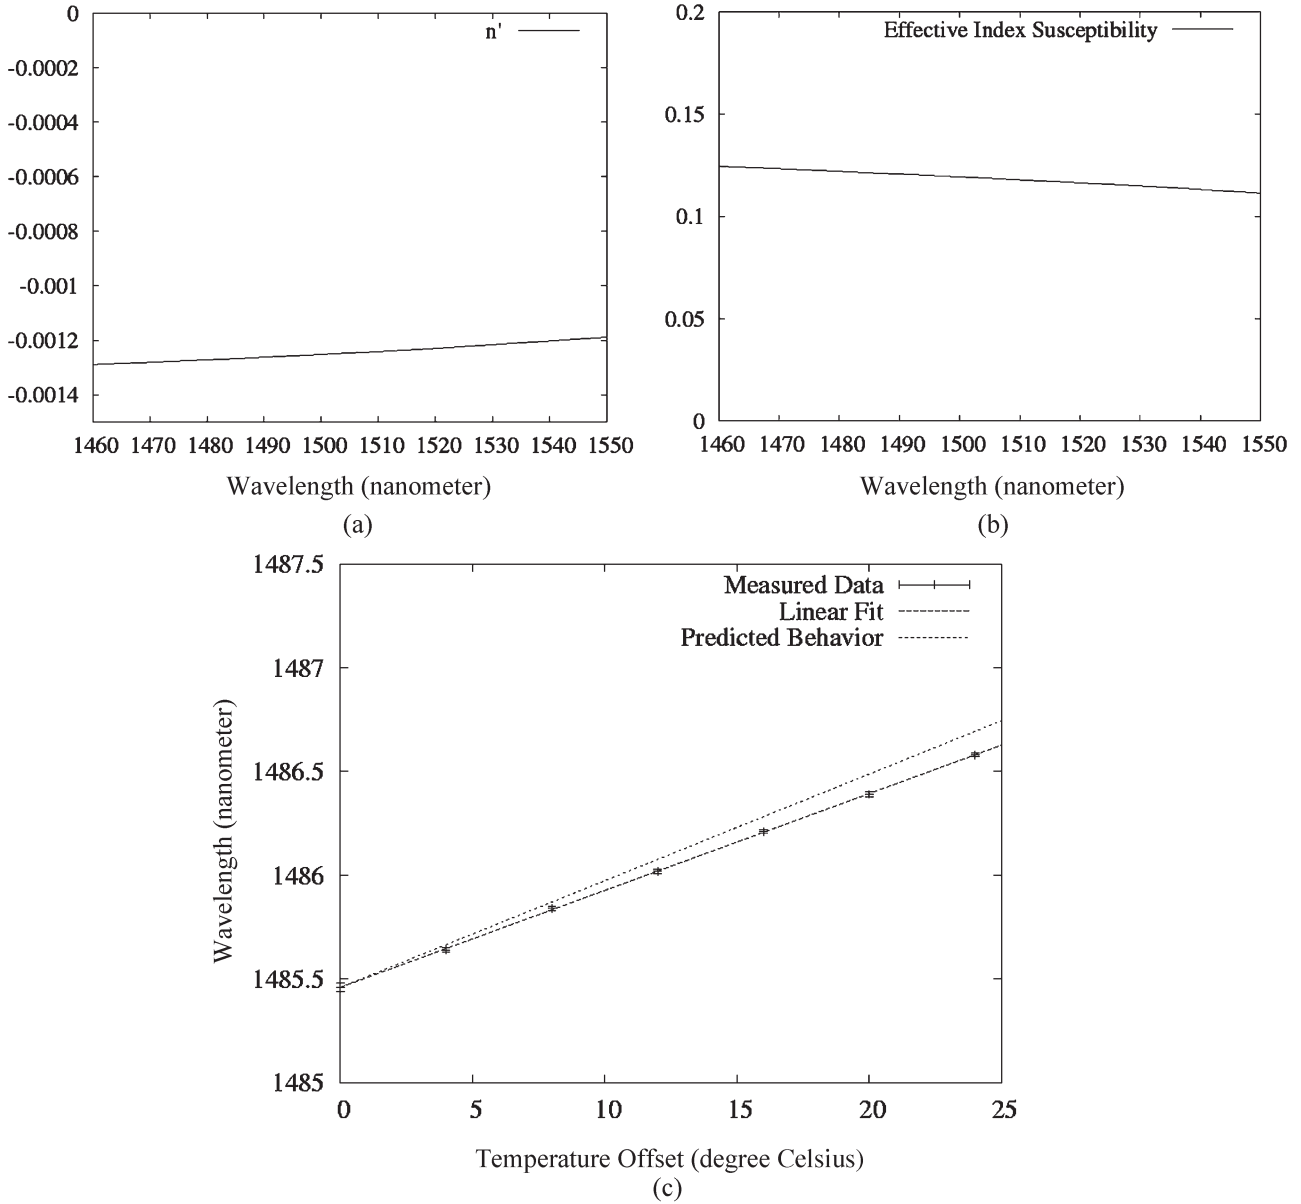 0
-0.0002
-0.0004
-0.0006
-0.0008
-0.001
-0.0012
-0.0014
n'
1460 1470 1480 1490 1500 1510 1520 1530 1540 1550
Wavelength (nanometer)
(a)
0.2
0.15
0.1
0.05
0
Effective Index Susceptibility
1460 1470 1480 1490 1500 1510 1520 1530 1540 1550
Wavelength (nanometer)
(b)
1487.5
1487
1486.5
1486
1485.5
1485
Wavelength (nanometer)
Measured Data
Linear Fit
Predicted Behavior
0 5 10 15 20 25
Temperature Offset (degree Celsius)
(c)